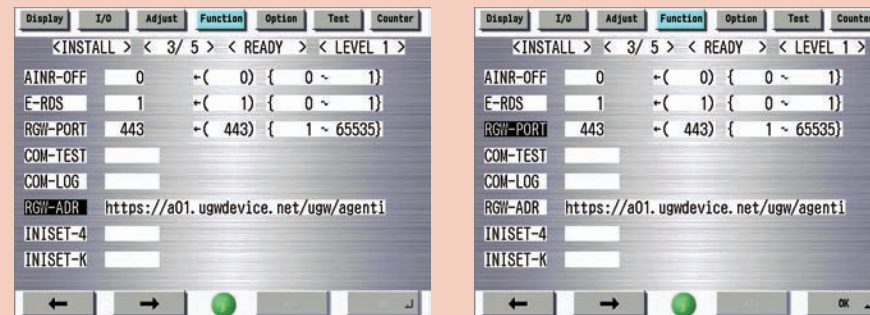 Display I/O Adjust Function Option Test Counter
<INSTALL > < 3/ 5 > < READY > < LEVEL 1 >
AINR-OFF 0 ←( 0) { 0 ~ 1}
E-RDS 1 ←( 1) { 0 ~ 1}
RGW-PORT 443 ←( 443) { 1 ~ 65535}
COM-TEST
COM-LOG
RGW-ADR https://a01.ugwdevice.net/ugw/agenti
INISET-4
INISET-K
← →
Display I/O Adjust Function Option Test Counte
<INSTALL > < 3/ 5 > < READY > < LEVEL 1 >
AINR-OFF 0 ←( 0) { 0 ~ 1}
E-RDS 1 ←( 1) { 0 ~ 1}
RGW-PORT 443 ←( 443) { 1 ~ 65535}
COM-TEST
COM-LOG
RGW-ADR https://a01.ugwdevice.net/ugw/agenti
INISET-4
INISET-K
← → OK